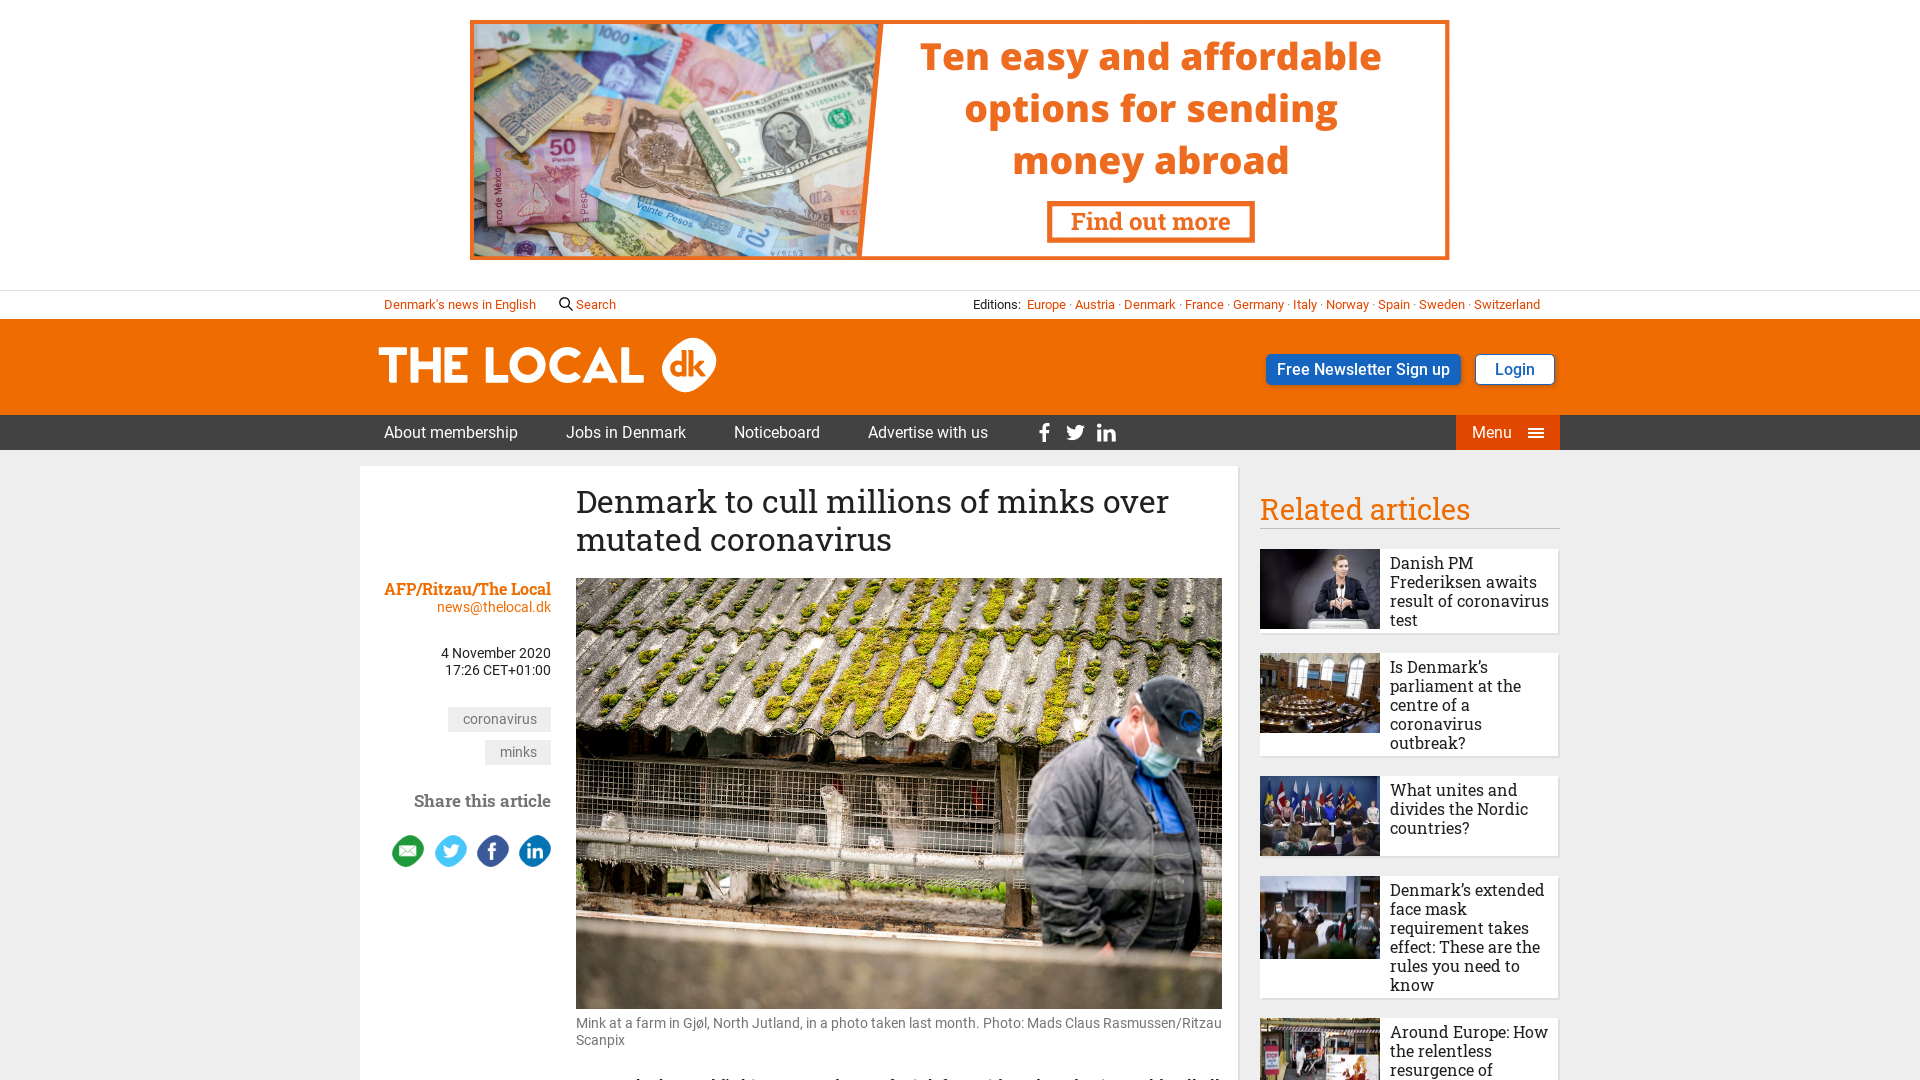 Ten easy and affordable
options for sending
money abroad
Find out more
Denmark's news in English
Search
Editions: Europe · Austria · Denmark · France · Germany · Italy · Norway · Spain · Sweden · Switzerland
THE LOCAL dk
Free Newsletter Sign up
Login
About membership
Jobs in Denmark
Noticeboard
Advertise with us
Menu
Denmark to cull millions of minks over
mutated coronavirus
AFP/Ritzau/The Local
news@thelocal.dk
4 November 2020
17:26 CET+01:00
coronavirus
minks
Share this article
Mink at a farm in Gjøl, North Jutland, in a photo taken last month. Photo: Mads Claus Rasmussen/Ritzau
Scanpix
Related articles
Danish PM
Frederiksen awaits
result of coronavirus
test
Is Denmark’s
parliament at the
centre of a
coronavirus
outbreak?
What unites and
divides the Nordic
countries?
Denmark’s extended
face mask
requirement takes
effect: These are the
rules you need to
know
Around Europe: How
the relentless
resurgence of